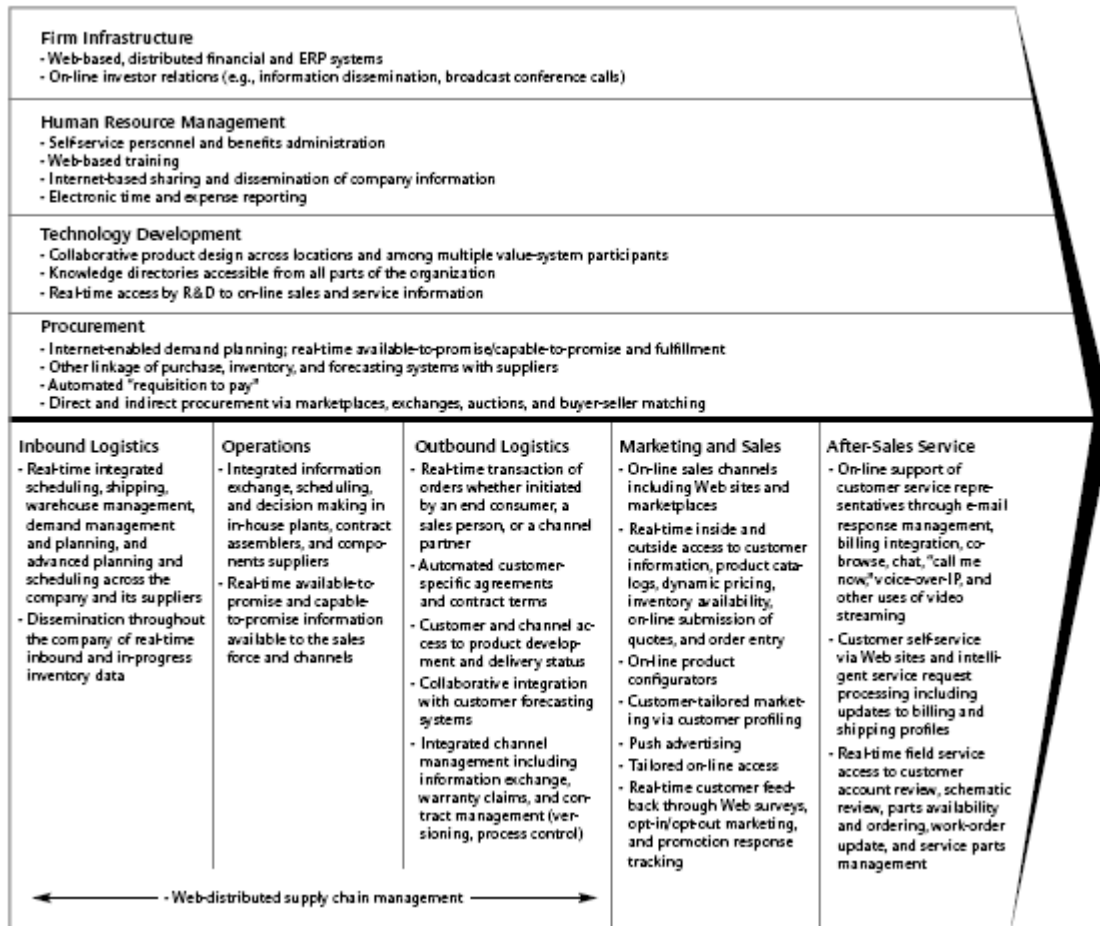 Firm Infrastructure
- Web-based, distributed financial and ERP systems
- On-line investor relations (e.g., information dissemination, broadcast conference calls)
Human Resource Management
- Self-service personnel and benefits administration
- Web-based training
- Internet-based sharing and dissemination of company information
- Electronic time and expense reporting
Technology Development
- Collaborative product design across locations and among multiple value-system participants
- Knowledge directories accessible from all parts of the organization
- Real-time access by R&D to on-line sales and service information
Procurement
- Internet-enabled demand planning; real-time available-to-promise/capable-to-promise and fulfillment
- Other linkage of purchase, inventory, and forecasting systems with suppliers
- Automated "requisition to pay"
- Direct and indirect procurement via marketplaces, exchanges, auctions, and buyer-seller matching
Inbound Logistics
- Real-time integrated
scheduling, shipping,
warehouse management,
demand management
and planning, and
advanced planning and
scheduling across the
company and its suppliers
- Dissemination throughout
the company of real-time
inbound and in-progress
inventory data
Operations
- Integrated information
exchange, scheduling,
and decision making in
in-house plants, contract
assemblers, and compo-
nents suppliers
- Real-time available-to-
promise and capable-
to-promise information
available to the sales
force and channels
Outbound Logistics
- Real-time transaction of
orders whether initiated
by an end consumer, a
sales person, or a channel
partner
- Automated customer-
specific agreements
and contract terms
- Customer and channel ac-
cess to product develop-
ment and delivery status
- Collaborative integration
with customer forecasting
systems
- Integrated channel
management including
information exchange,
warranty claims, and con-
tract management (ver-
sioning, process control)
Marketing and Sales
- On-line sales channels
including Web sites and
marketplaces
- Real-time inside and
outside access to customer
information, product cata-
logs, dynamic pricing,
inventory availability,
on-line submission of
quotes, and order entry
- On-line product
configurators
- Customer-tailored market-
ing via customer profiling
- Push advertising
- Tailored on-line access
- Real-time customer feed-
back through Web surveys,
opt-in/opt-out marketing,
and promotion response
tracking
After-Sales Service
- On-line support of
customer service repre-
sentatives through e-mail
response management,
billing integration, co-
browse, chat, "call me
now," voice-over-IP, and
other uses of video
streaming
- Customer self-service
via Web sites and intelli-
gent service request
processing including
updates to billing and
shipping profiles
- Real-time field service
access to customer
account review, schematic
review, parts availability
and ordering, work-order
update, and service parts
management
- Web-distributed supply chain management